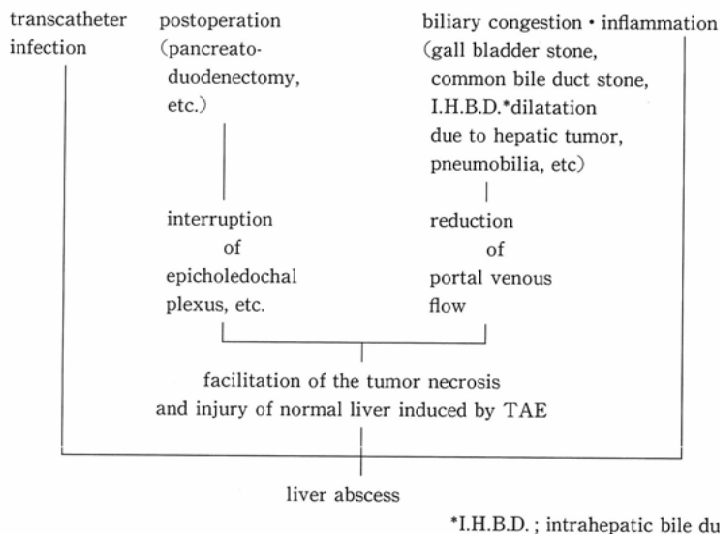 transcatheter
infection
postoperation
(pancreato-
duodenectomy,
etc.)
biliary congestion・inflammation
(gall bladder stone,
common bile duct stone,
I.H.B.D.*dilatation
due to hepatic tumor,
pneumobilia, etc)
interruption
of
epicholedochal
plexus, etc.
reduction
of
portal venous
flow
facilitation of the tumor necrosis
and injury of normal liver induced by TAE
liver abscess
*I.H.B.D. ; intrahepatic bile du